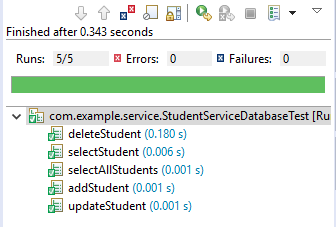 Finished after 0.343 seconds
Runs: 5/5 Errors: 0 Failures: 0
com.example.service.StudentServiceDatabaseTest [Ru
deleteStudent (0.180 s)
selectStudent (0.006 s)
selectAllStudents (0.001 s)
addStudent (0.001 s)
updateStudent (0.001 s)